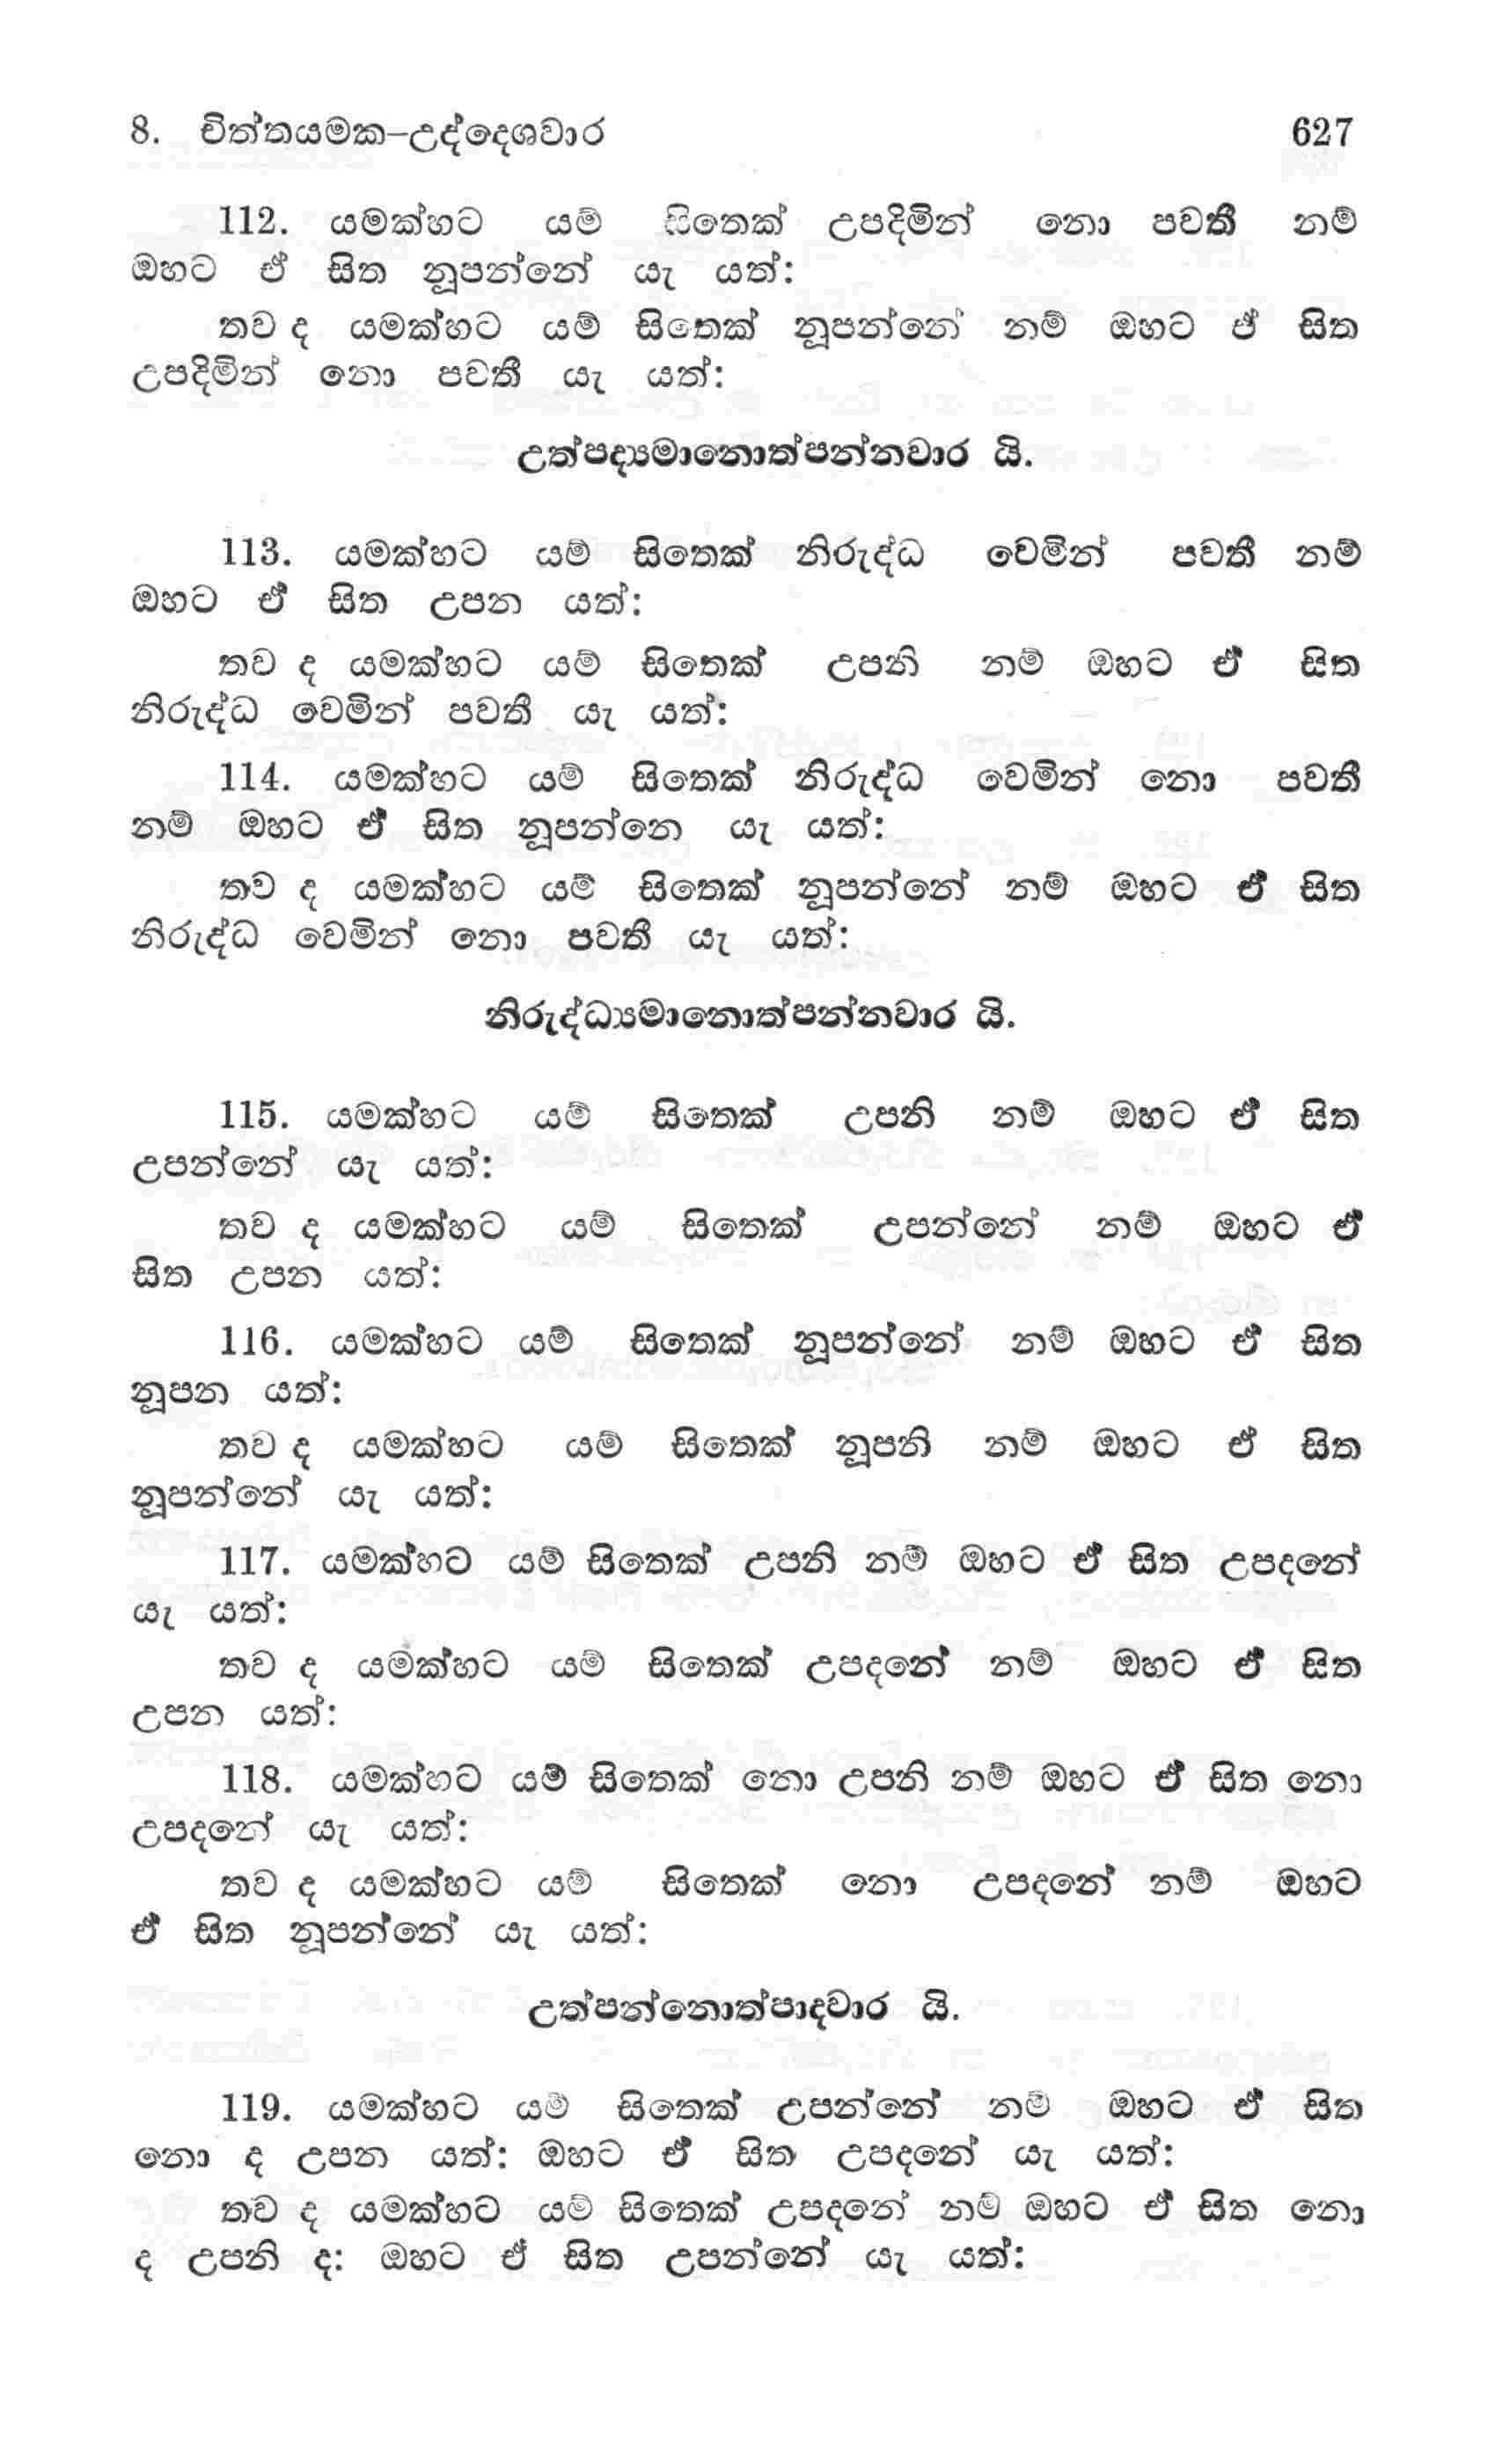 8. චිත්තයමක–උද්දෙශවාර 627
112. යමක්හට යම් සිතෙක් උපදිමින් නො පවතී නම්
ඔහට ඒ සිත නූපන්නේ යැ යත්:
තව ද යමක්හට යම් සිතෙක් නූපන්නේ නම් ඔහට ඒ සිත
උපදිමින් නො පවතී යැ යත්:
උත්පද්‍යමානොත්පන්නවාර යි.
113. යමක්හට යම් සිතෙක් නිරුද්ධ වෙමින් පවතී නම්
ඔහට ඒ සිත උපන යත්:
තව ද යමක්හට යම් සිතෙක් උපනි නම් ඔහට ඒ සිත
නිරුද්ධ වෙමින් පවතී යැ යත්:
114. යමක්හට යම් සිතෙක් නිරුද්ධ වෙමින් නො පවතී
නම් ඔහට ඒ සිත නූපන්නෙ යැ යත්:
තව ද යමක්හට යම් සිතෙක් නූපන්නේ නම් ඔහට ඒ සිත
නිරුද්ධ වෙමින් නො පවතී යැ යත්:
නිරුද්ධ්‍යමානොත්පන්නවාර යි.
115. යමක්හට යම් සිතෙක් උපනි නම් ඔහට ඒ සිත
උපන්නේ යැ යත්:
තව ද යමක්හට යම් සිතෙක් උපන්නේ නම් ඔහට ඒ
සිත උපන යත්:
116. යමක්හට යම් සිතෙක් නූපන්නේ නම් ඔහට ඒ සිත
නූපන යත්:
තව ද යමක්හට යම් සිතෙක් නූපනි නම් ඔහට ඒ සිත
නූපන්නේ යැ යත්:
117. යමක්හට යම් සිතෙක් උපනි නම් ඔහට ඒ සිත උපදනේ
යැ යත්:
තව ද යමක්හට යම් සිතෙක් උපදනේ නම් ඔහට ඒ සිත
උපන යත්:
118. යමක්හට යම් සිතෙක් නො උපනි නම් ඔහට ඒ සිත නො
උපදනේ යැ යත්:
තව ද යමක්හට යම් සිතෙක් නො උපදනේ නම් ඔහට
ඒ සිත නූපන්නේ යැ යත්:
උත්පන්නොත්පාදවාර යි.
119. යමක්හට යම් සිතෙක් උපන්නේ නම් ඔහට ඒ සිත
නො ද උපන යත්: ඔහට ඒ සිත උපදනේ යැ යත්:
තව ද යමක්හට යම් සිතෙක් උපදනේ නම් ඔහට ඒ සිත නො
ද උපනි ද: ඔහට ඒ සිත උපන්නේ යැ යත්: